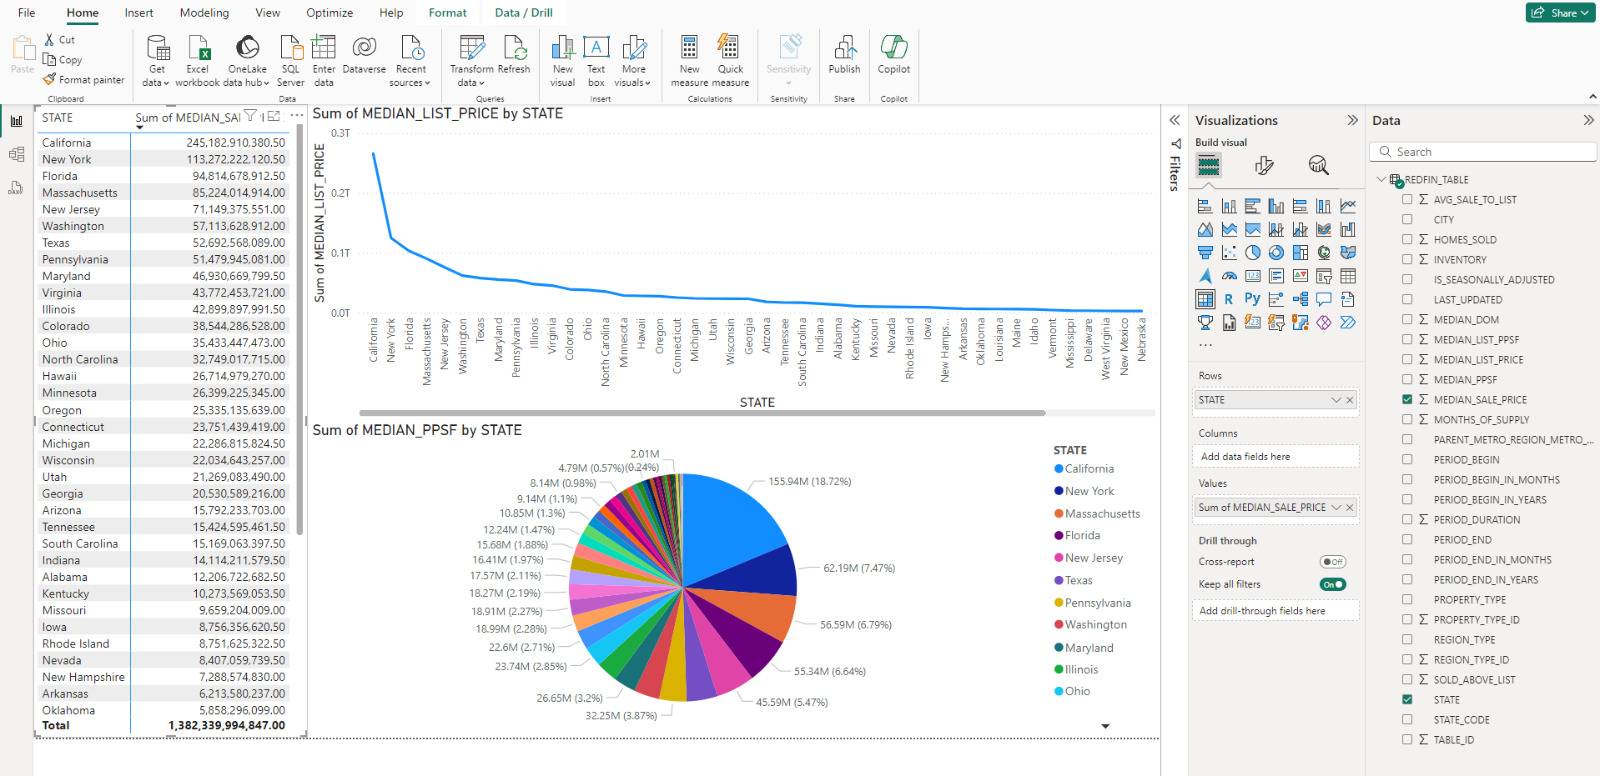 File Home Insert Modeling View Optimize Help Format Data / Drill Share
Paste
Cut
Copy
Format painter
Clipboard
Get data
Excel workbook
OneLake data hub
SQL Server
Enter data
Dataverse
Recent sources
Data
Transform data
Refresh
Queries
New visual
Text box
More visuals
Insert
New measure
Quick measure
Calculations
Sensitivity
Sensitivity
Publish
Share
Copilot
Copilot
STATE Sum of MEDIAN_SAL
California 245,182,910,380.50
New York 113,272,222,120.50
Florida 94,814,678,912.50
Massachusetts 85,224,014,914.00
New Jersey 71,149,375,551.00
Washington 57,113,628,912.00
Texas 52,692,568,089.00
Pennsylvania 51,479,945,081.00
Maryland 46,930,669,799.50
Virginia 43,772,453,721.00
Illinois 42,899,897,991.50
Colorado 38,544,286,528.00
Ohio 35,433,447,473.00
North Carolina 32,749,017,715.00
Hawaii 26,714,979,270.00
Minnesota 26,399,225,345.00
Oregon 25,335,135,639.00
Connecticut 23,751,439,419.00
Michigan 22,286,815,824.50
Wisconsin 22,034,643,257.00
Utah 21,269,083,490.00
Georgia 20,530,589,216.00
Arizona 15,792,233,703.00
Tennessee 15,424,595,461.50
South Carolina 15,169,063,397.50
Indiana 14,114,211,579.50
Alabama 12,206,722,682.50
Kentucky 10,273,569,053.50
Missouri 9,659,204,009.00
Iowa 8,756,356,620.50
Rhode Island 8,751,625,322.50
Nevada 8,407,059,739.50
New Hampshire 7,288,574,830.00
Arkansas 6,213,580,237.00
Oklahoma 5,858,296,099.00
Total 1,382,339,994,847.00
Sum of MEDIAN_LIST_PRICE by STATE
Sum of MEDIAN_LIST_PRICE
0.3T
0.2T
0.1T
0.0T
California
New York
Florida
Massachusetts
New Jersey
Washington
Texas
Maryland
Pennsylvania
Illinois
Virginia
Colorado
Ohio
North Carolina
Minnesota
Hawaii
Oregon
Connecticut
Michigan
Utah
Wisconsin
Georgia
Arizona
Tennessee
South Carolina
Indiana
Alabama
Kentucky
Missouri
Nevada
Rhode Island
Iowa
New Hamps...
Arkansas
Oklahoma
Louisiana
Maine
Idaho
Vermont
Mississippi
Delaware
West Virginia
New Mexico
Nebraska
STATE
Sum of MEDIAN_PPSF by STATE
2.01M
4.79M (0.57%)
(0.24%)
8.14M (0.98%)
9.14M (1.1%)
10.85M (1.3%)
12.24M (1.47%)
15.68M (1.88%)
16.41M (1.97%)
17.57M (2.11%)
18.27M (2.19%)
18.91M (2.27%)
18.99M (2.28%)
22.6M (2.71%)
23.74M (2.85%)
26.65M (3.2%)
32.25M (3.87%)
45.59M (5.47%)
55.34M (6.64%)
56.59M (6.79%)
62.19M (7.47%)
155.94M (18.72%)
STATE
California
New York
Massachusetts
Florida
New Jersey
Texas
Pennsylvania
Washington
Maryland
Illinois
Ohio
Filters
Visualizations
Build visual
R
Py
123
Rows
STATE
Columns
Add data fields here
Values
Sum of MEDIAN_SALE_PRICE
Drill through
Cross-report Off
Keep all filters On
Add drill-through fields here
Data
Search
REDFIN_TABLE
AVG_SALE_TO_LIST
CITY
HOMES_SOLD
INVENTORY
IS_SEASONALLY_ADJUSTED
LAST_UPDATED
MEDIAN_DOM
MEDIAN_LIST_PPSF
MEDIAN_LIST_PRICE
MEDIAN_PPSF
MEDIAN_SALE_PRICE
MONTHS_OF_SUPPLY
PARENT_METRO_REGION_METRO_...
PERIOD_BEGIN
PERIOD_BEGIN_IN_MONTHS
PERIOD_BEGIN_IN_YEARS
PERIOD_DURATION
PERIOD_END
PERIOD_END_IN_MONTHS
PERIOD_END_IN_YEARS
PROPERTY_TYPE
PROPERTY_TYPE_ID
REGION_TYPE
REGION_TYPE_ID
SOLD_ABOVE_LIST
STATE
STATE_CODE
TABLE_ID